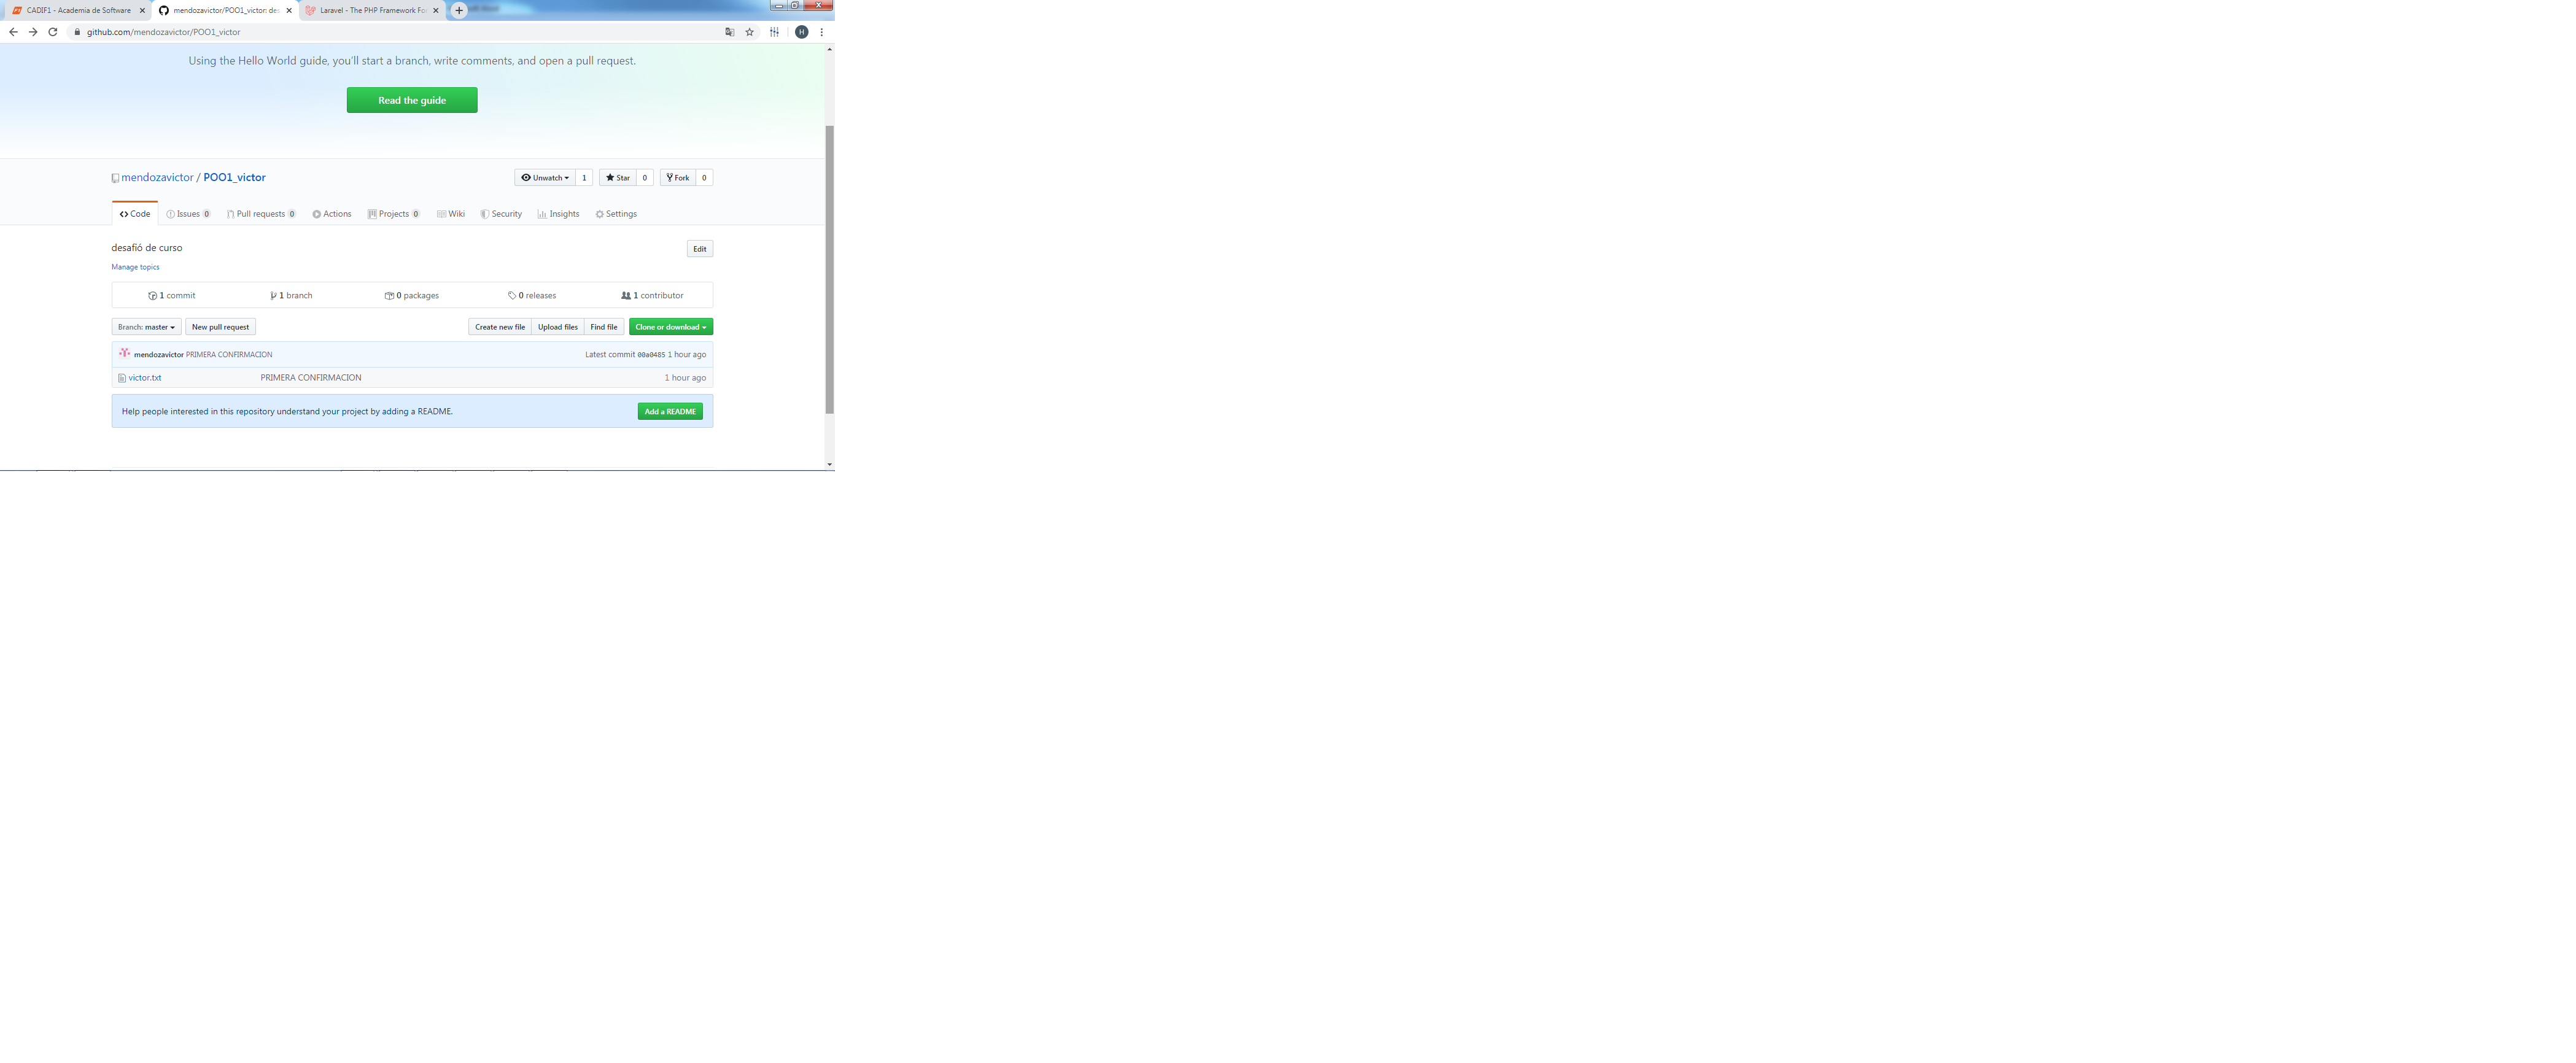 CADIF1 - Academia de Software
mendozavictor/POO1_victor: des
Laravel - The PHP Framework Fo
github.com/mendozavictor/POO1_victor
H
Using the Hello World guide, you'll start a branch, write comments, and open a pull request.
Read the guide
mendozavictor / POO1_victor
Unwatch 1 Star 0 Fork 0
Code Issues 0 Pull requests 0 Actions Projects 0 Wiki Security Insights Settings
desafió de curso
Edit
Manage topics
1 commit 1 branch 0 packages 0 releases 1 contributor
Branch: master New pull request Create new file Upload files Find file Clone or download
mendozavictor PRIMERA CONFIRMACION Latest commit 00a0485 1 hour ago
victor.txt PRIMERA CONFIRMACION 1 hour ago
Help people interested in this repository understand your project by adding a README. Add a README